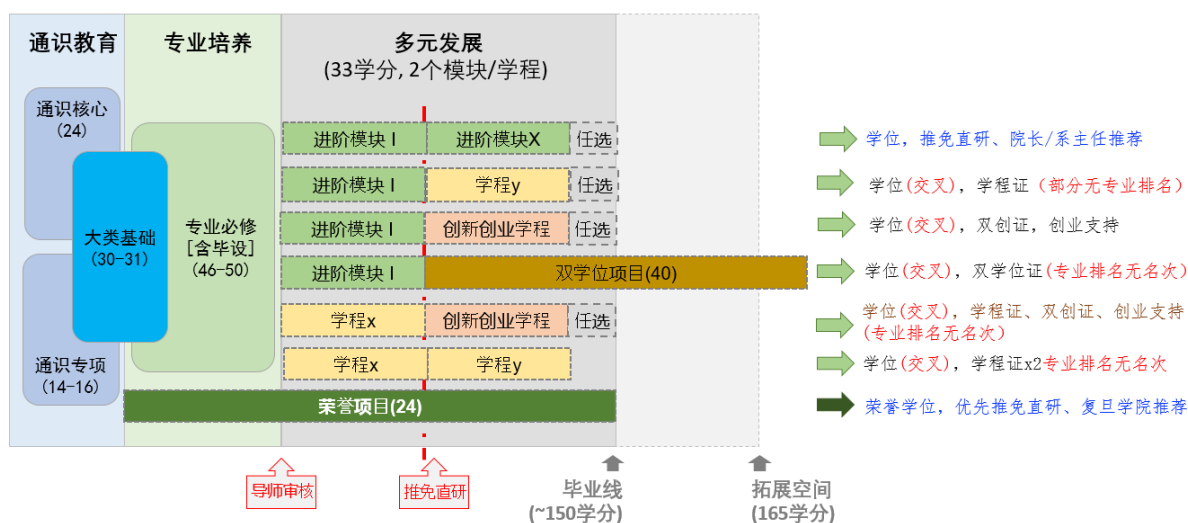 通识教育
专业培养
多元发展
(33学分, 2个模块/学程)
通识核心
(24)
大类基础
(30-31)
通识专项
(14-16)
专业必修
[含毕设]
(46-50)
进阶模块 I
进阶模块X
任选
学位，推免直研、院长/系主任推荐
进阶模块 I
学程y
任选
学位(交叉)，学程证（部分无专业排名）
进阶模块 I
创新创业学程
任选
学位(交叉)，双创证，创业支持
进阶模块 I
双学位项目(40)
学位(交叉)，双学位证(专业排名无名次)
学程x
创新创业学程
任选
学位(交叉)，学程证、双创证、创业支持
(专业排名无名次)
学程x
学程y
学位(交叉)，学程证x2专业排名无名次
荣誉项目(24)
荣誉学位，优先推免直研、复旦学院推荐
导师审核
推免直研
毕业线
(~150学分)
拓展空间
(165学分)